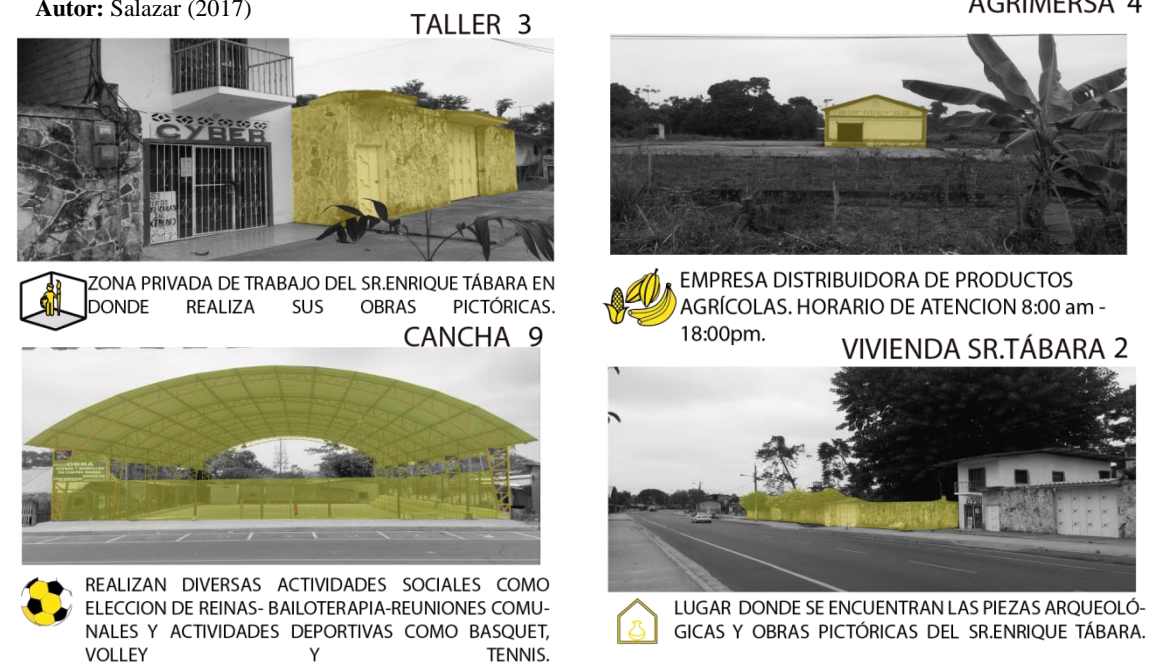 Autor: Salazar (2017)
TALLER 3
CYBER
ZONA PRIVADA DE TRABAJO DEL SR.ENRIQUE TÁBARA EN
DONDE REALIZA SUS OBRAS PICTÓRICAS.
AGRIMERSA 4
EMPRESA DISTRIBUIDORA DE PRODUCTOS
AGRÍCOLAS. HORARIO DE ATENCION 8:00 am -
18:00pm.
CANCHA 9
OBRA
REALIZAN DIVERSAS ACTIVIDADES SOCIALES COMO
ELECCION DE REINAS- BAILOTERAPIA-REUNIONES COMU-
NALES Y ACTIVIDADES DEPORTIVAS COMO BASQUET,
VOLLEY Y TENNIS.
VIVIENDA SR.TÁBARA 2
LUGAR DONDE SE ENCUENTRAN LAS PIEZAS ARQUEOLÓ-
GICAS Y OBRAS PICTÓRICAS DEL SR.ENRIQUE TÁBARA.